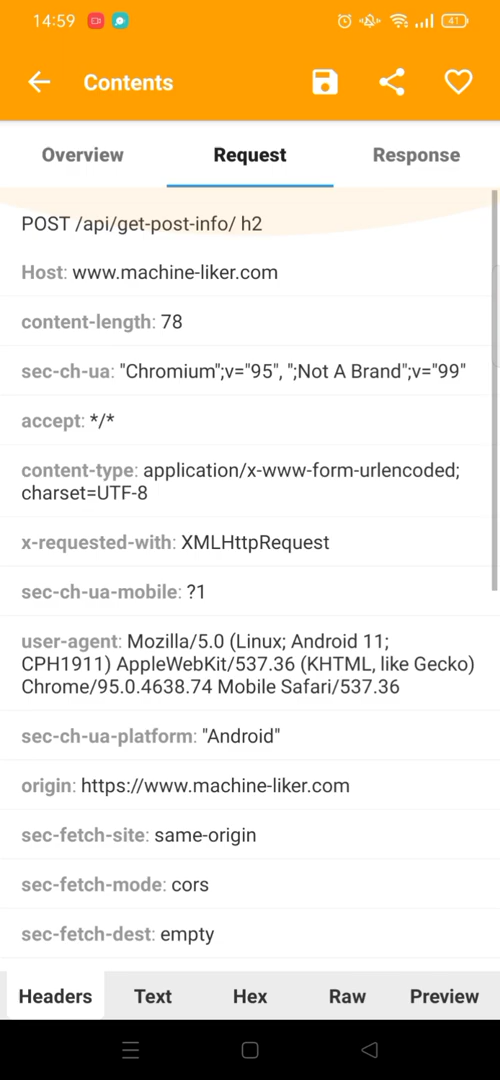 14:59
41
Contents
Overview
Request
Response
POST /api/get-post-info/ h2
Host: www.machine-liker.com
content-length: 78
sec-ch-ua: "Chromium";v="95", ";Not A Brand";v="99"
accept: */*
content-type: application/x-www-form-urlencoded;
charset=UTF-8
x-requested-with: XMLHttpRequest
sec-ch-ua-mobile: ?1
user-agent: Mozilla/5.0 (Linux; Android 11;
CPH1911) AppleWebKit/537.36 (KHTML, like Gecko)
Chrome/95.0.4638.74 Mobile Safari/537.36
sec-ch-ua-platform: "Android"
origin: https://www.machine-liker.com
sec-fetch-site: same-origin
sec-fetch-mode: cors
sec-fetch-dest: empty
Headers
Text
Hex
Raw
Preview